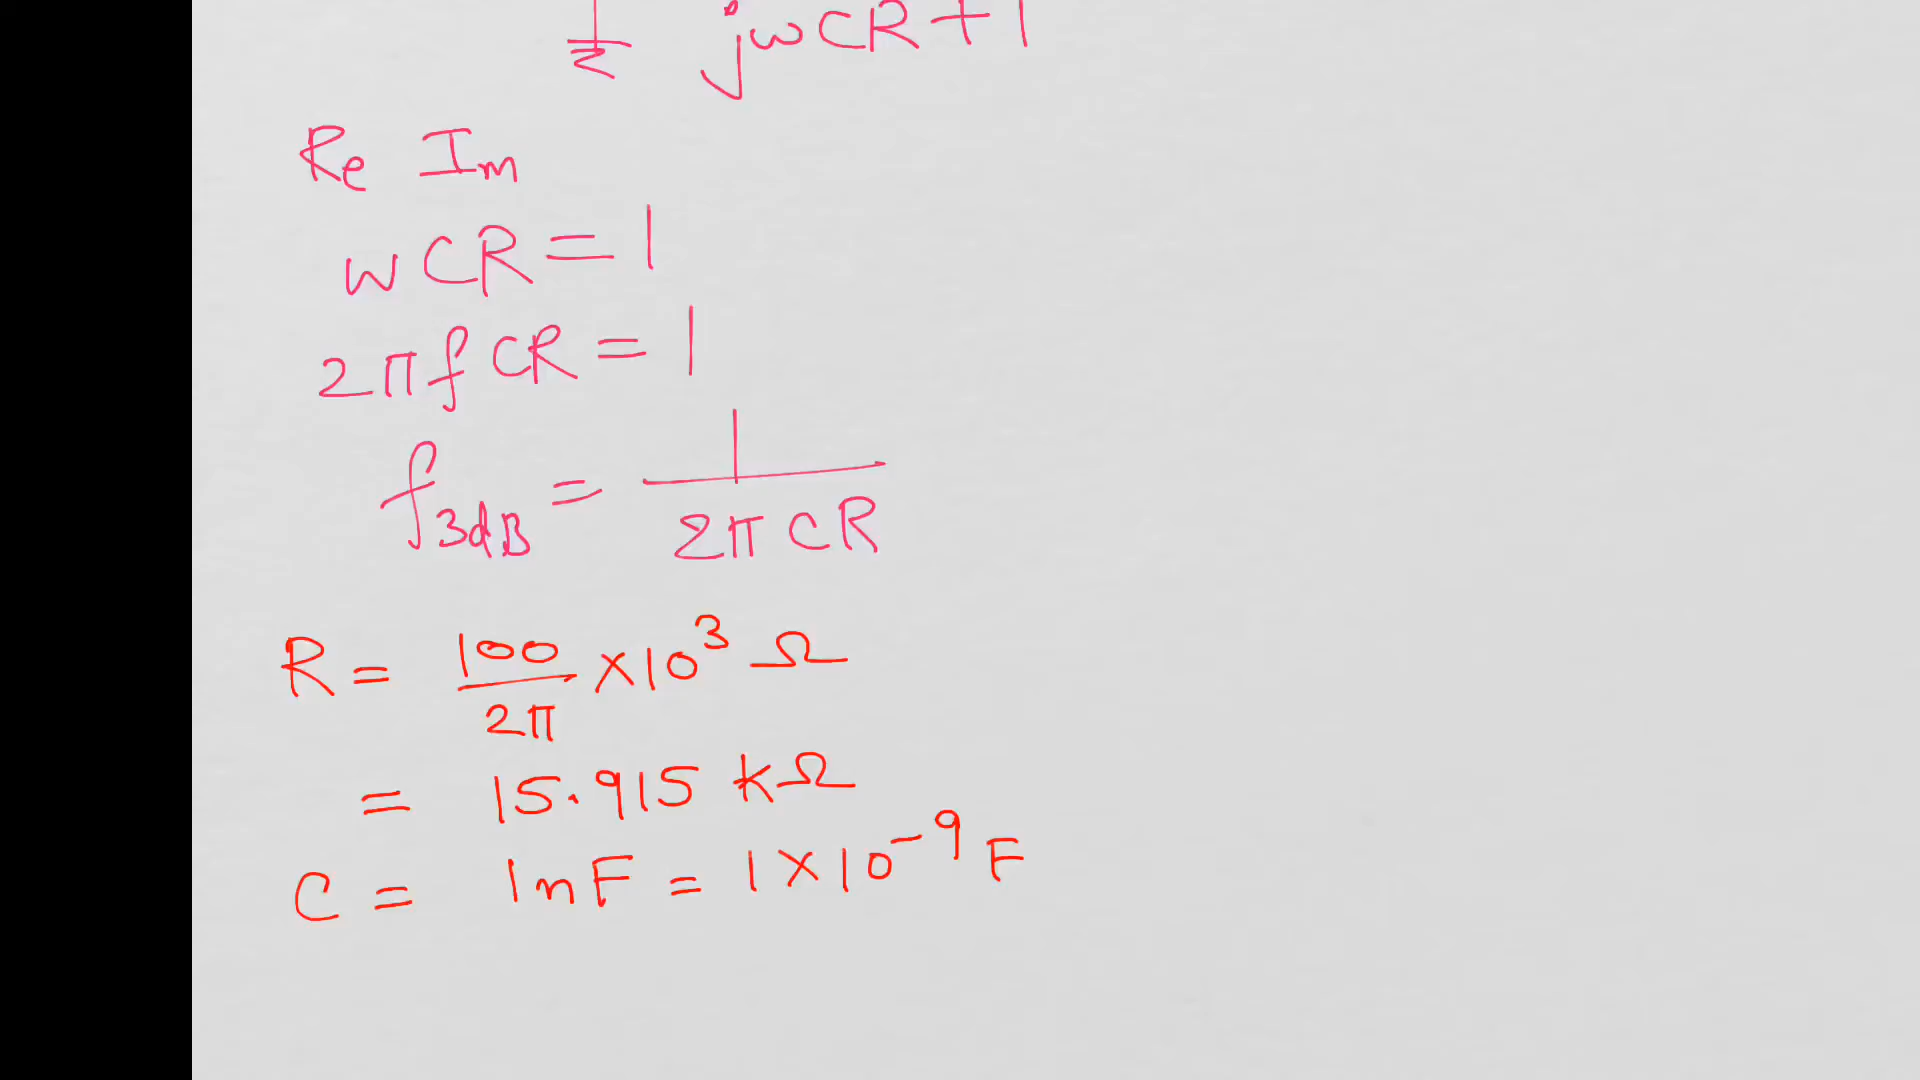 jwCR+1
Re Im
wCR=1
2πfCR=1
f3dB = 1/2πCR
R = 100/2π ×10³ Ω
= 15.915 kΩ
C = 1nF = 1×10⁻⁹ F